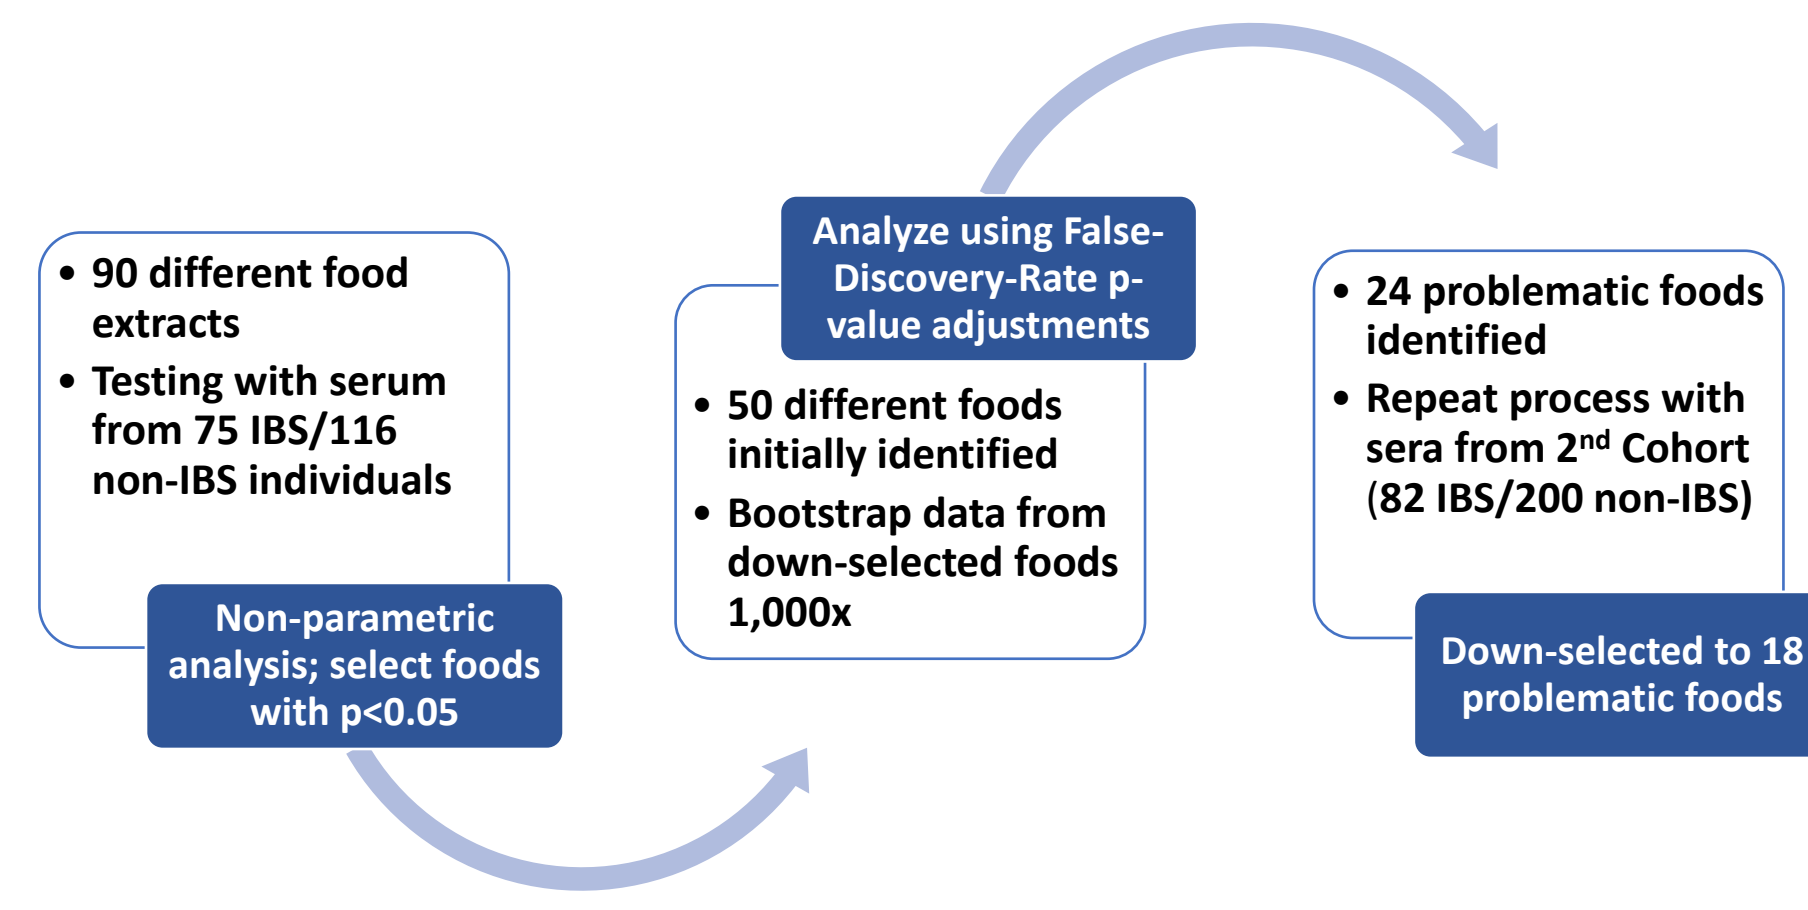 • 90 different food
extracts
• Testing with serum
from 75 IBS/116
non-IBS individuals
Non-parametric
analysis; select foods
with p<0.05
Analyze using False-
Discovery-Rate p-
value adjustments
• 50 different foods
initially identified
• Bootstrap data from
down-selected foods
1,000x
• 24 problematic foods
identified
• Repeat process with
sera from 2nd Cohort
(82 IBS/200 non-IBS)
Down-selected to 18
problematic foods